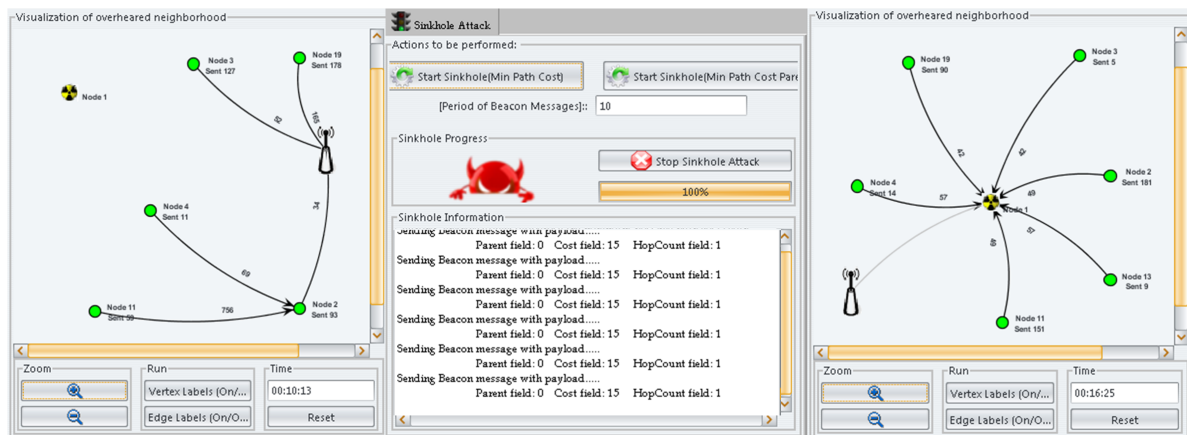 Visualization of overheared neighborhood
Node 3
Sent 127
Node 19
Sent 178
Node 1
92
165
34
Node 4
Sent 11
69
Node 11
Sent 59
756
Node 2
Sent 93
Zoom
Run
Time
Vertex Labels (On/...
00:10:13
Edge Labels (On/O...
Reset
Sinkhole Attack
Actions to be performed:
Start Sinkhole(Min Path Cost)
Start Sinkhole(Min Path Cost Pare
[Period of Beacon Messages]::
10
Sinkhole Progress
Stop Sinkhole Attack
100%
Sinkhole Information
Sending Beacon message with payload.....
Parent field: 0 Cost field: 15 HopCount field: 1
Sending Beacon message with payload.....
Parent field: 0 Cost field: 15 HopCount field: 1
Sending Beacon message with payload.....
Parent field: 0 Cost field: 15 HopCount field: 1
Sending Beacon message with payload.....
Parent field: 0 Cost field: 15 HopCount field: 1
Sending Beacon message with payload.....
Parent field: 0 Cost field: 15 HopCount field: 1
Sending Beacon message with payload.....
Parent field: 0 Cost field: 15 HopCount field: 1
Visualization of overheared neighborhood
Node 19
Sent 90
Node 3
Sent 5
42
42
Node 4
Sent 14
57
49
Node 2
Sent 181
Node 1
57
Node 13
Sent 9
Node 11
Sent 151
Zoom
Run
Time
Vertex Labels (On/...
00:16:25
Edge Labels (On/O...
Reset